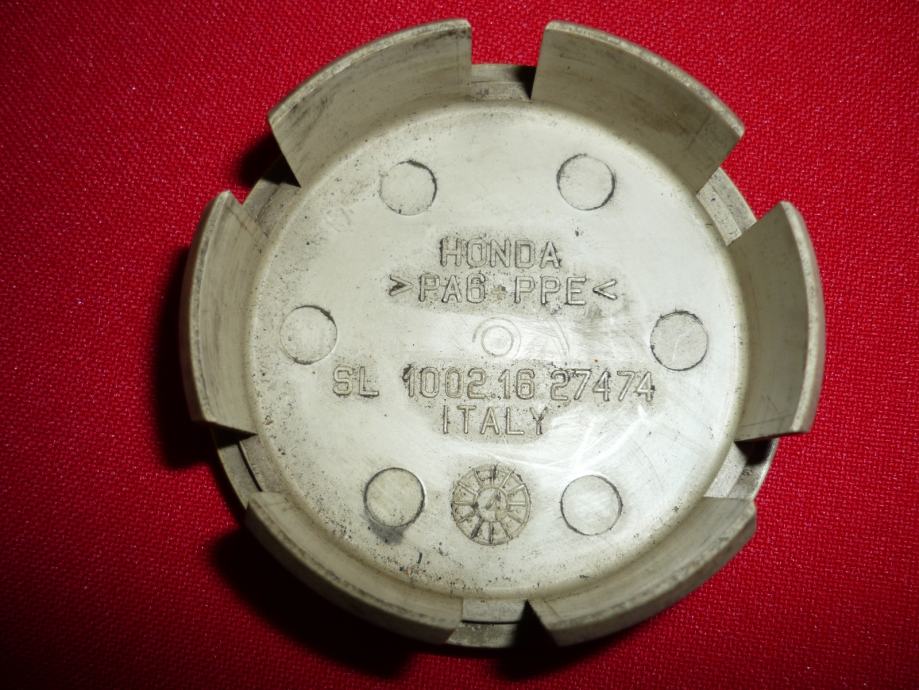 HONDA
>PA6-PPE<
SL 1002.16 27474
ITALY